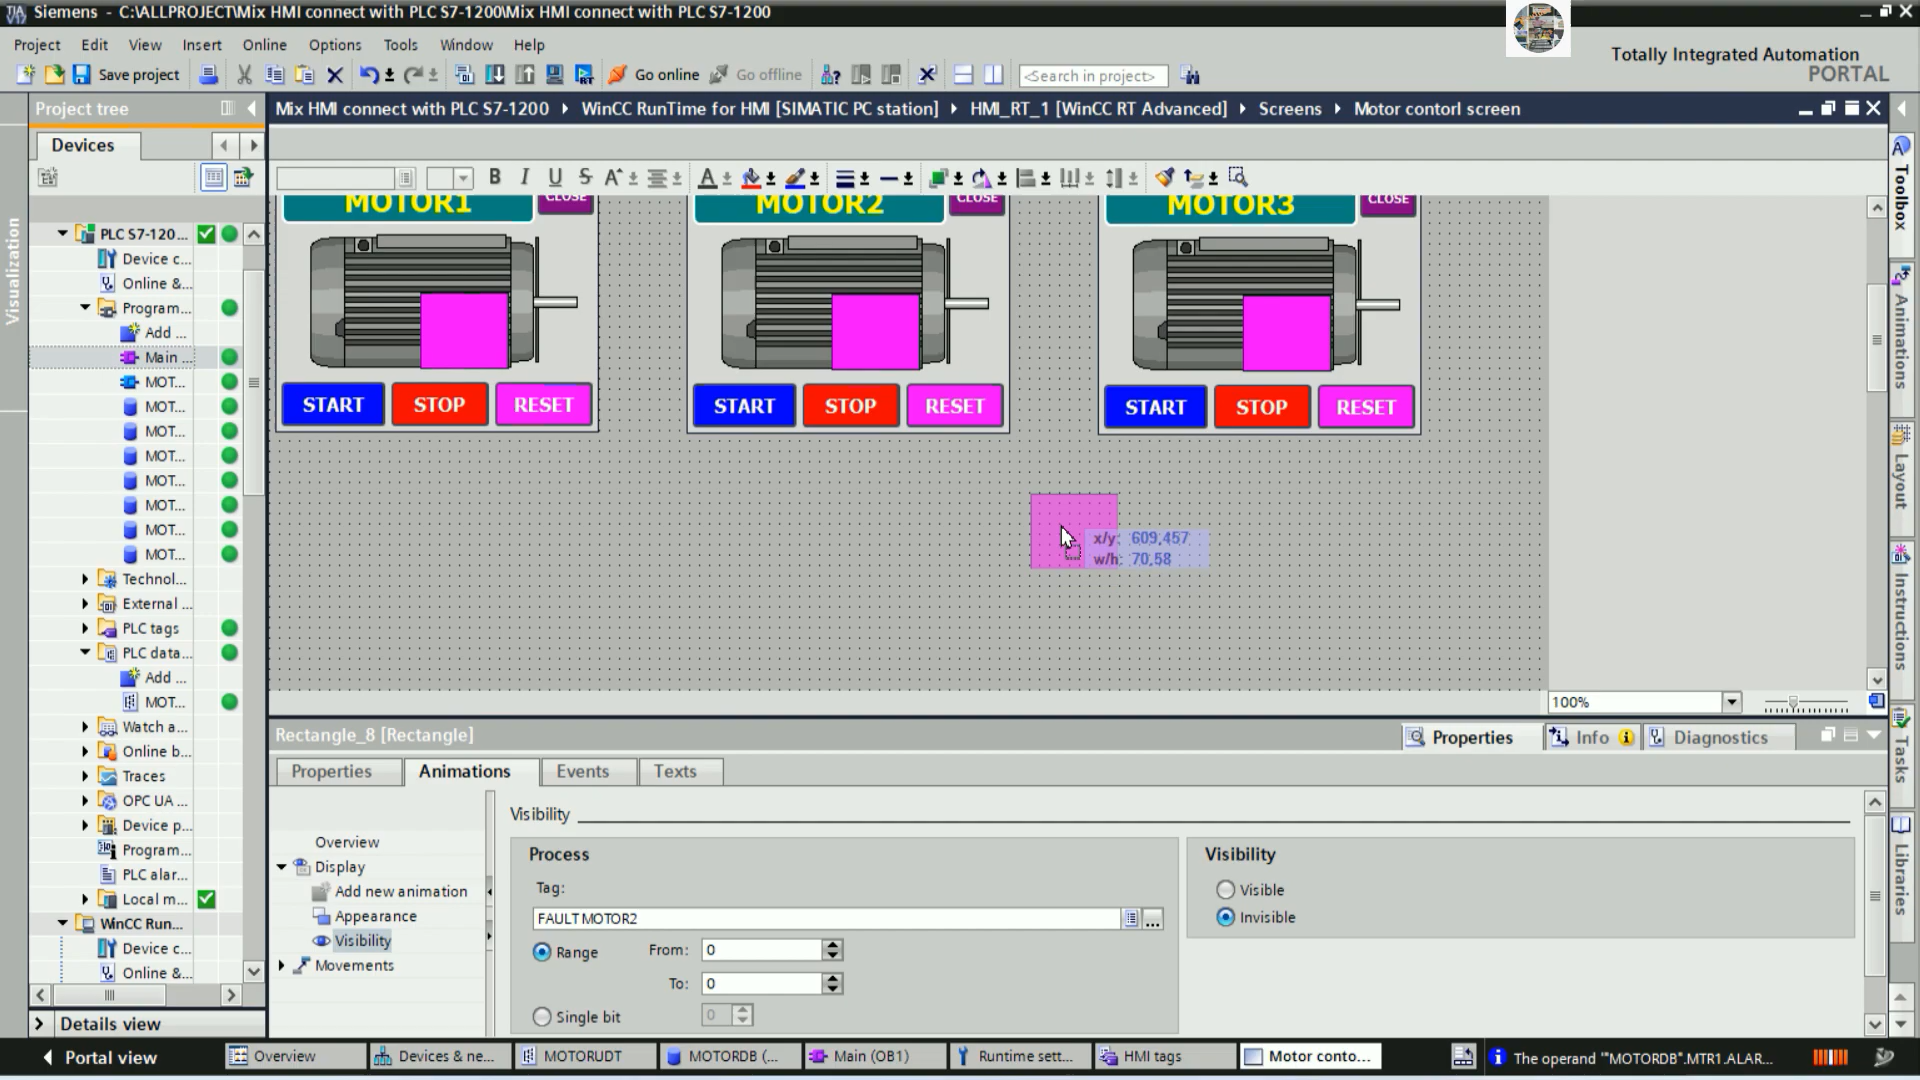 Siemens - C:\ALLPROJECT\Mix HMI connect with PLC S7-1200\Mix HMI connect with PLC S7-1200
Project Edit View Insert Online Options Tools Window Help
Totally Integrated Automation
PORTAL
Save project
Go online
Go offline
<Search in project>
Project tree
Mix HMI connect with PLC S7-1200 WinCC RunTime for HMI [SIMATIC PC station] HMI_RT_1 [WinCC RT Advanced] Screens Motor contorl screen
Devices
B I U S A A
Visualization
PLC S7-120...
Device c...
Online &...
Program...
Add ...
Main ...
MOT...
MOT...
MOT...
MOT...
MOT...
MOT...
MOT...
MOT...
Technol...
External ...
PLC tags
PLC data...
Add ...
MOT...
Watch a...
Online b...
Traces
OPC UA ...
Device p...
Program...
PLC alar...
Local m...
WinCC Run...
Device c...
Online &...
Details view
MOTOR1 CLOSE
START STOP RESET
MOTOR2 CLOSE
START STOP RESET
MOTOR3 CLOSE
START STOP RESET
x/y: 609,457
w/h: 70,58
100%
Toolbox
Animations
Layout
Instructions
Tasks
Libraries
Rectangle_8 [Rectangle]
Properties Info Diagnostics
Properties Animations Events Texts
Overview
Display
Add new animation
Appearance
Visibility
Movements
Visibility
Process
Tag:
FAULT MOTOR2
...
Range From: 0
To: 0
Single bit 0
Visibility
Visible
Invisible
Portal view
Overview
Devices & ne...
MOTORUDT
MOTORDB (...
Main (OB1)
Runtime sett...
HMI tags
Motor conto...
The operand '"MOTORDB".MTR1.ALAR...